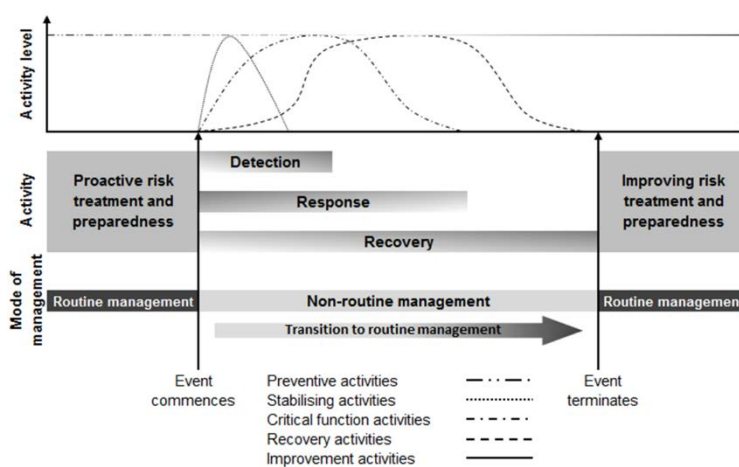 Activity level
Detection
Proactive risk
treatment and
preparedness
Improving risk
treatment and
preparedness
Response
Activity
Recovery
Mode of
management
Routine management
Non-routine management
Routine management
Transition to routine management
Event
commences
Event
terminates
Preventive activities
Stabilising activities
Critical function activities
Recovery activities
Improvement activities